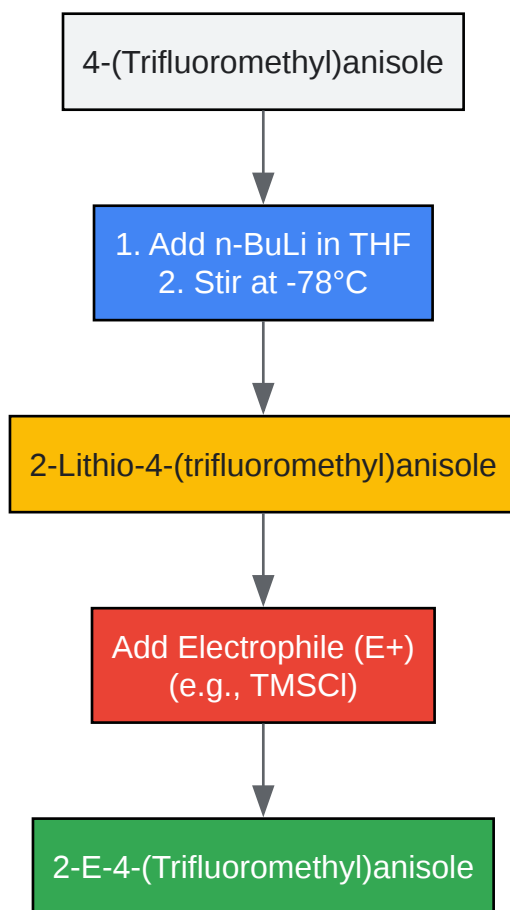 4-(Trifluoromethyl)anisole
1. Add n-BuLi in THF
2. Stir at -78°C
2-Lithio-4-(trifluoromethyl)anisole
Add Electrophile (E+)
(e.g., TMSCl)
2-E-4-(Trifluoromethyl)anisole